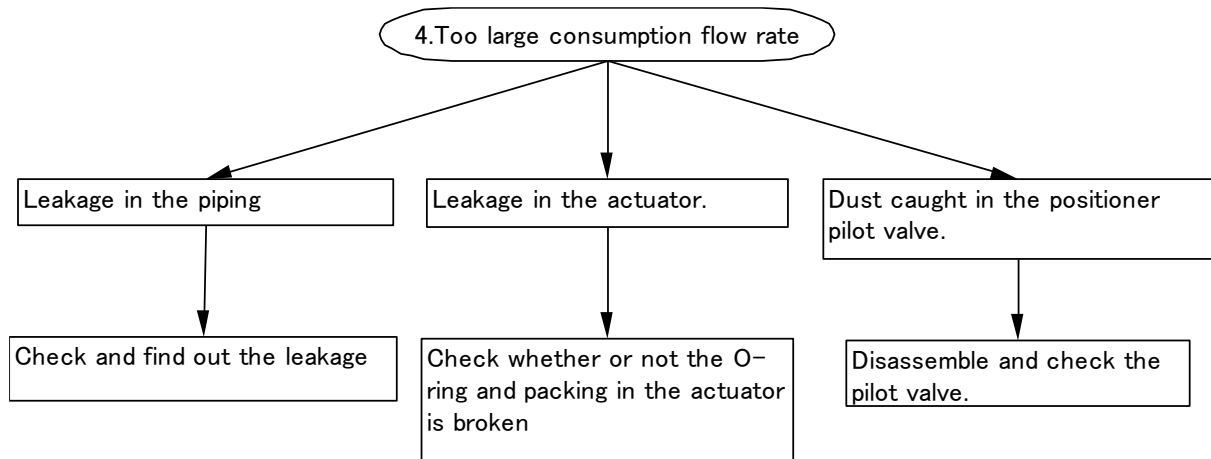 4.Too large consumption flow rate
Leakage in the piping
Leakage in the actuator.
Dust caught in the positioner
pilot valve.
Check and find out the leakage
Check whether or not the O-
ring and packing in the actuator
is broken
Disassemble and check the
pilot valve.